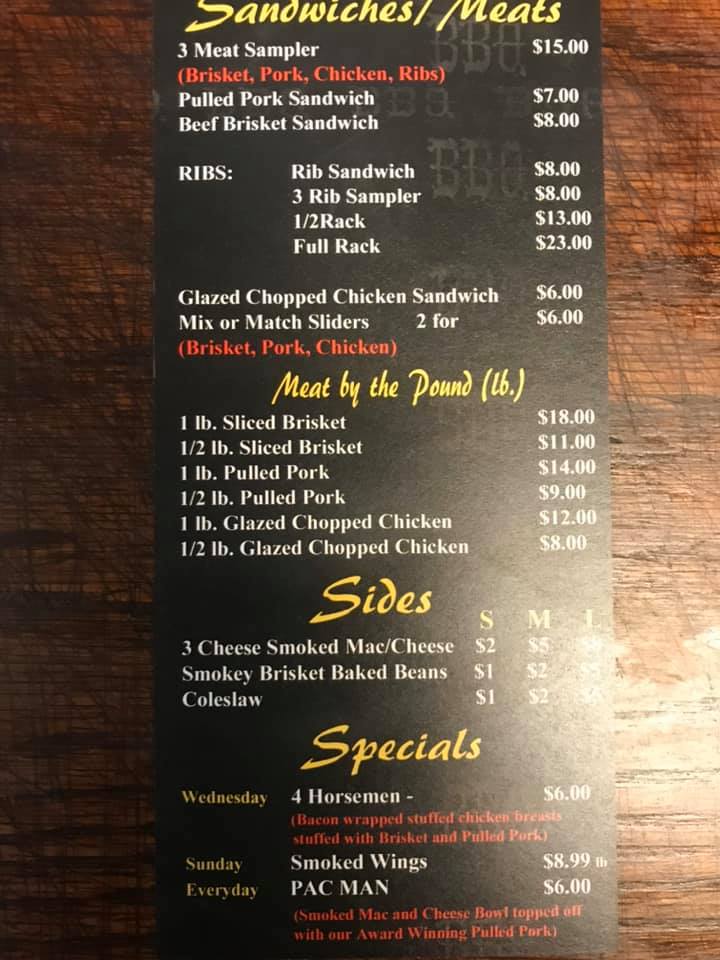 Sandwiches/Meats
3 Meat Sampler $15.00
(Brisket, Pork, Chicken, Ribs)
Pulled Pork Sandwich $7.00
Beef Brisket Sandwich $8.00
RIBS: Rib Sandwich $8.00
3 Rib Sampler $8.00
1/2Rack $13.00
Full Rack $23.00
Glazed Chopped Chicken Sandwich $6.00
Mix or Match Sliders 2 for $6.00
(Brisket, Pork, Chicken)
Meat by the Pound (lb.)
1 lb. Sliced Brisket $18.00
1/2 lb. Sliced Brisket $11.00
1 lb. Pulled Pork $14.00
1/2 lb. Pulled Pork $9.00
1 lb. Glazed Chopped Chicken $12.00
1/2 lb. Glazed Chopped Chicken $8.00
Sides
S M L
3 Cheese Smoked Mac/Cheese $2 $5
Smokey Brisket Baked Beans $1 $2 $5
Coleslaw $1 $2
Specials
Wednesday 4 Horsemen - $6.00
(Bacon wrapped stuffed chicken breasts
stuffed with Brisket and Pulled Pork)
Sunday Smoked Wings $8.99 lb
Everyday PAC MAN $6.00
(Smoked Mac and Cheese Bowl topped off
with our Award Winning Pulled Pork)